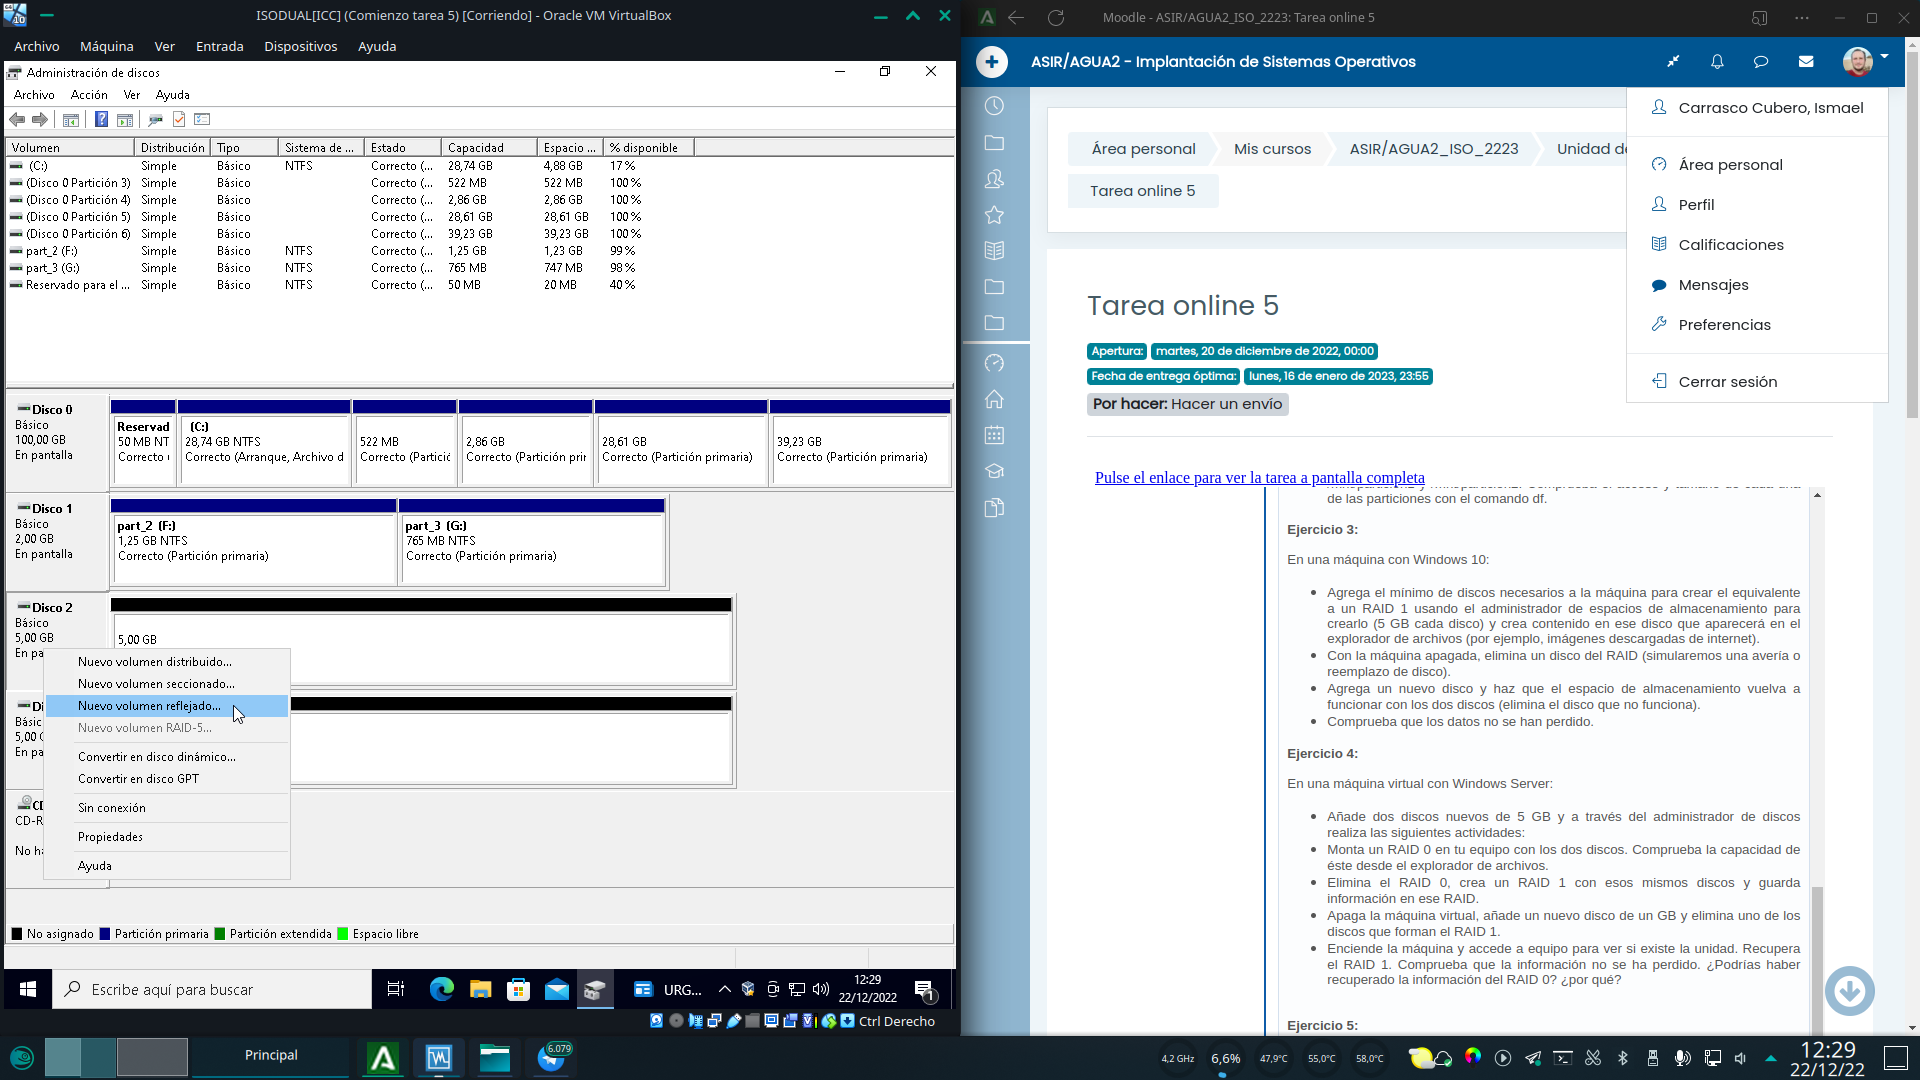 ISODUAL[ICC] (Comienzo tarea 5) [Corriendo] - Oracle VM VirtualBox
Archivo Máquina Ver Entrada Dispositivos Ayuda
Administración de discos
Archivo Acción Ver Ayuda
Volumen Distribución Tipo Sistema de ... Estado Capacidad Espacio ... % disponible
(C:) Simple Básico NTFS Correcto (... 28,74 GB 4,88 GB 17 %
(Disco 0 Partición 3) Simple Básico Correcto (... 522 MB 522 MB 100 %
(Disco 0 Partición 4) Simple Básico Correcto (... 2,86 GB 2,86 GB 100 %
(Disco 0 Partición 5) Simple Básico Correcto (... 28,61 GB 28,61 GB 100 %
(Disco 0 Partición 6) Simple Básico Correcto (... 39,23 GB 39,23 GB 100 %
part_2 (F:) Simple Básico NTFS Correcto (... 1,25 GB 1,23 GB 99 %
part_3 (G:) Simple Básico NTFS Correcto (... 765 MB 747 MB 98 %
Reservado para el ... Simple Básico NTFS Correcto (... 50 MB 20 MB 40 %
Disco 0
Básico
100,00 GB
En pantalla
Reservad
50 MB NT
Correcto
(C:)
28,74 GB NTFS
Correcto (Arranque, Archivo d
522 MB
Correcto (Partici
2,86 GB
Correcto (Partición prir
28,61 GB
Correcto (Partición primaria)
39,23 GB
Correcto (Partición primaria)
Disco 1
Básico
2,00 GB
En pantalla
part_2 (F:)
1,25 GB NTFS
Correcto (Partición primaria)
part_3 (G:)
765 MB NTFS
Correcto (Partición primaria)
Disco 2
Básico
5,00 GB
En pa
5,00 GB
Di
Básic
5,00
En pa
CD
CD-R
No ha
Nuevo volumen distribuido...
Nuevo volumen seccionado...
Nuevo volumen reflejado...
Nuevo volumen RAID-5...
Convertir en disco dinámico...
Convertir en disco GPT
Sin conexión
Propiedades
Ayuda
No asignado Partición primaria Partición extendida Espacio libre
Escribe aquí para buscar
URG...
12:29
22/12/2022
1
Ctrl Derecho
Moodle - ASIR/AGUA2_ISO_2223: Tarea online 5
ASIR/AGUA2 - Implantación de Sistemas Operativos
Carrasco Cubero, Ismael
Área personal
Perfil
Calificaciones
Mensajes
Preferencias
Cerrar sesión
Área personal Mis cursos ASIR/AGUA2_ISO_2223 Unidad de
Tarea online 5
Tarea online 5
Apertura: martes, 20 de diciembre de 2022, 00:00
Fecha de entrega óptima: lunes, 16 de enero de 2023, 23:55
Por hacer: Hacer un envío
Pulse el enlace para ver la tarea a pantalla completa
de las particiones con el comando df.
Ejercicio 3:
En una máquina con Windows 10:
Agrega el mínimo de discos necesarios a la máquina para crear el equivalente
a un RAID 1 usando el administrador de espacios de almacenamiento para
crearlo (5 GB cada disco) y crea contenido en ese disco que aparecerá en el
explorador de archivos (por ejemplo, imágenes descargadas de internet).
Con la máquina apagada, elimina un disco del RAID (simularemos una avería o
reemplazo de disco).
Agrega un nuevo disco y haz que el espacio de almacenamiento vuelva a
funcionar con los dos discos (elimina el disco que no funciona).
Comprueba que los datos no se han perdido.
Ejercicio 4:
En una máquina virtual con Windows Server:
Añade dos discos nuevos de 5 GB y a través del administrador de discos
realiza las siguientes actividades:
Monta un RAID 0 en tu equipo con los dos discos. Comprueba la capacidad de
éste desde el explorador de archivos.
Elimina el RAID 0, crea un RAID 1 con esos mismos discos y guarda
información en ese RAID.
Apaga la máquina virtual, añade un nuevo disco de un GB y elimina uno de los
discos que forman el RAID 1.
Enciende la máquina y accede a equipo para ver si existe la unidad. Recupera
el RAID 1. Comprueba que la información no se ha perdido. ¿Podrías haber
recuperado la información del RAID 0? ¿por qué?
Ejercicio 5:
Principal
6.079
4,2 GHz 6,6% 47,9°C 55,0°C 58,0°C
12:29
22/12/22